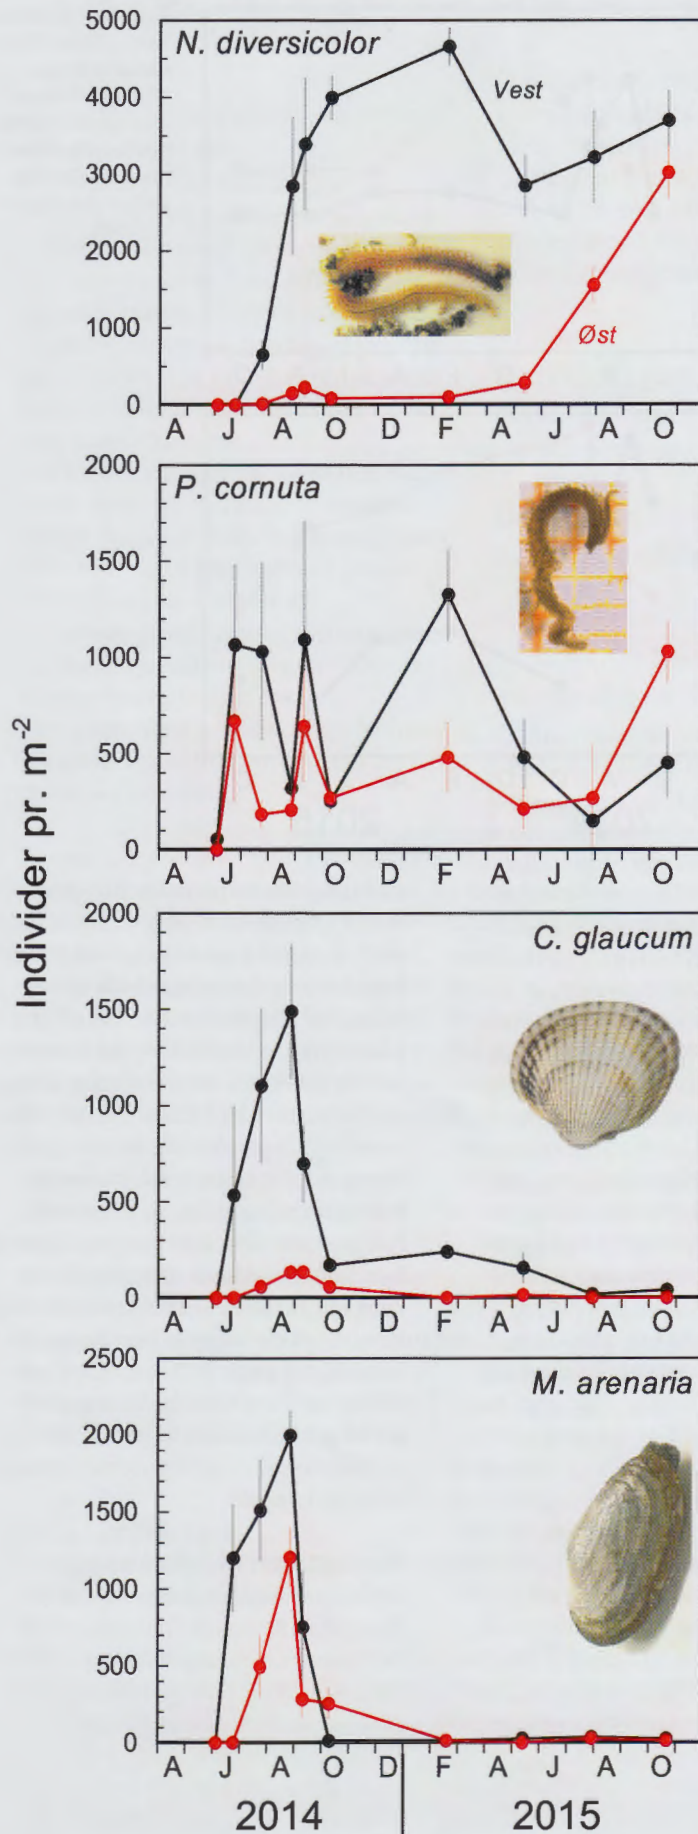 Individer pr. m⁻²
N. diversicolor
Vest
Øst
5000
4000
3000
2000
1000
0
A J A O D F A J A O
P. cornuta
2000
1500
1000
500
0
A J A O D F A J A O
C. glaucum
2000
1500
1000
500
0
A J A O D F A J A O
M. arenaria
2500
2000
1500
1000
500
0
A J A O D F A J A O
2014 2015